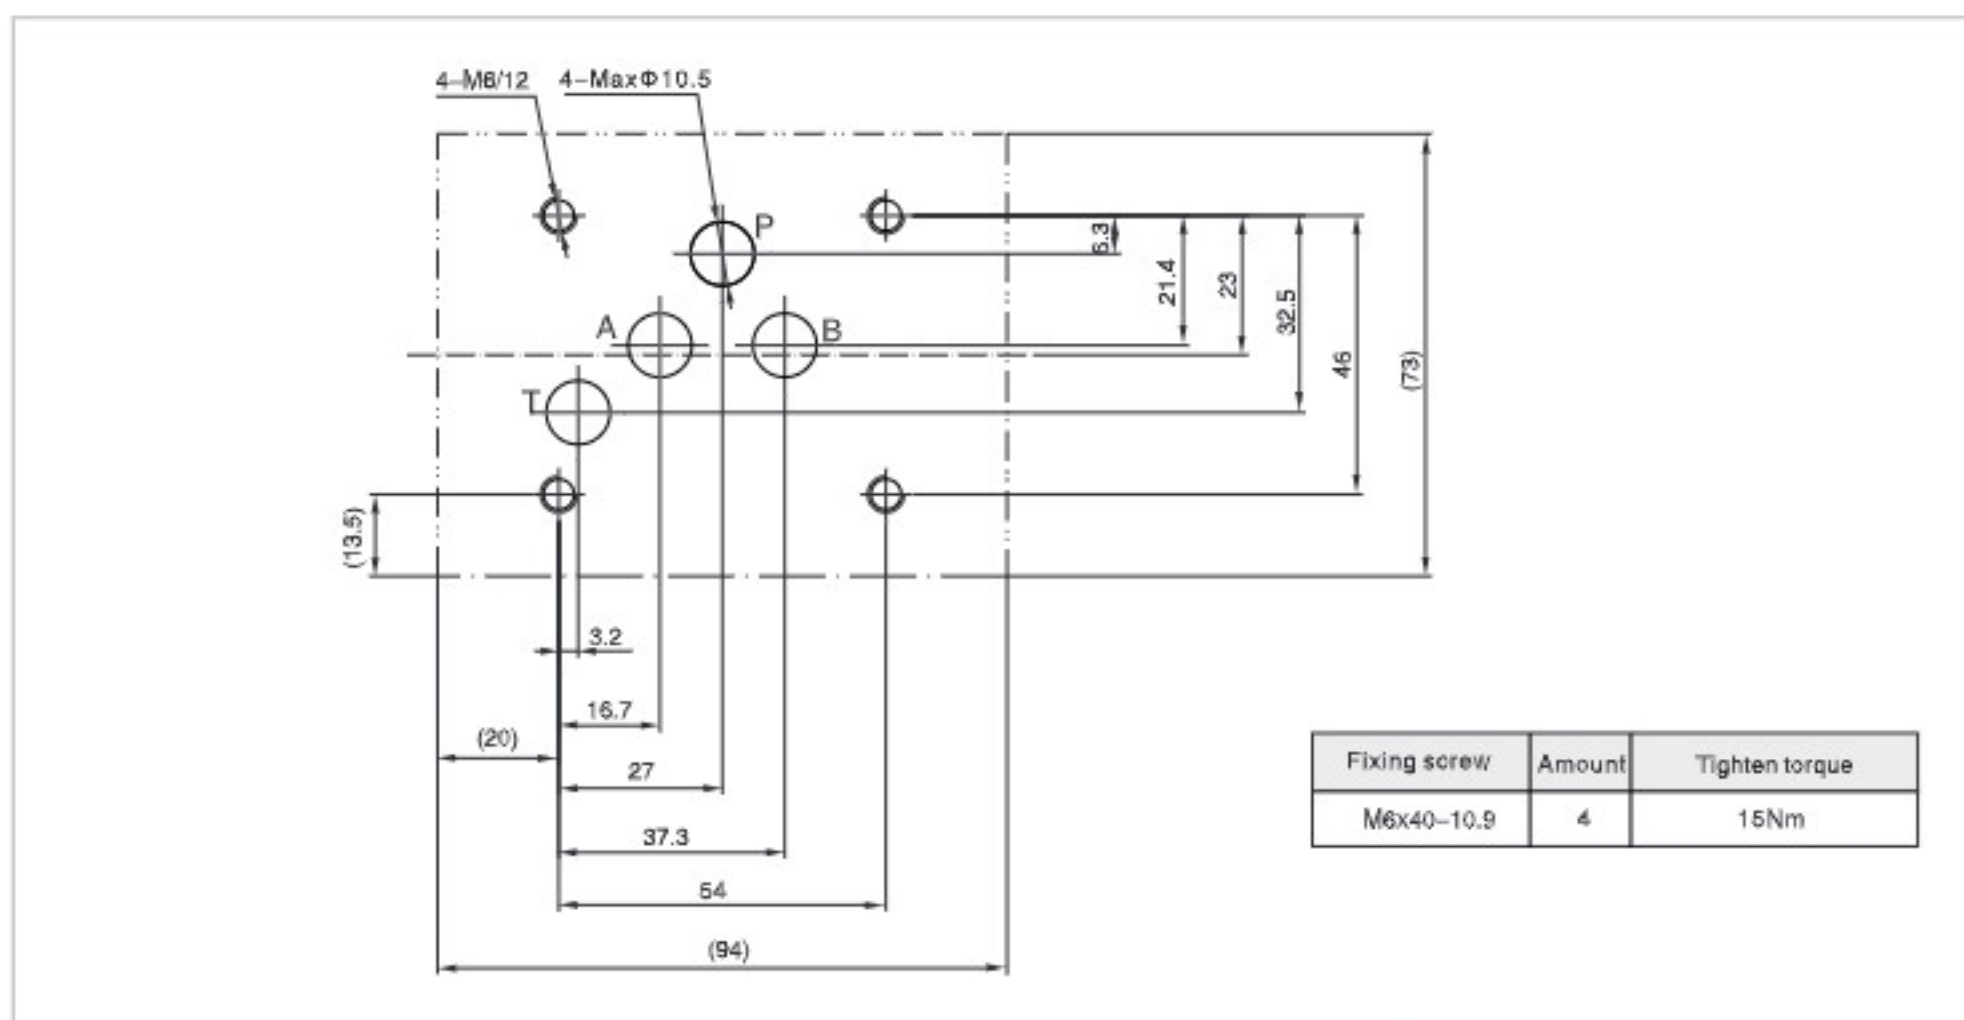 4–M6/12 4–MaxΦ10.5
P
6.3
21.4
23
32.5
46
(73)
A
B
T
(13.5)
3.2
16.7
(20)
27
37.3
54
(94)
Fixing screw Amount Tighten torque
M6x40–10.9 4 15Nm